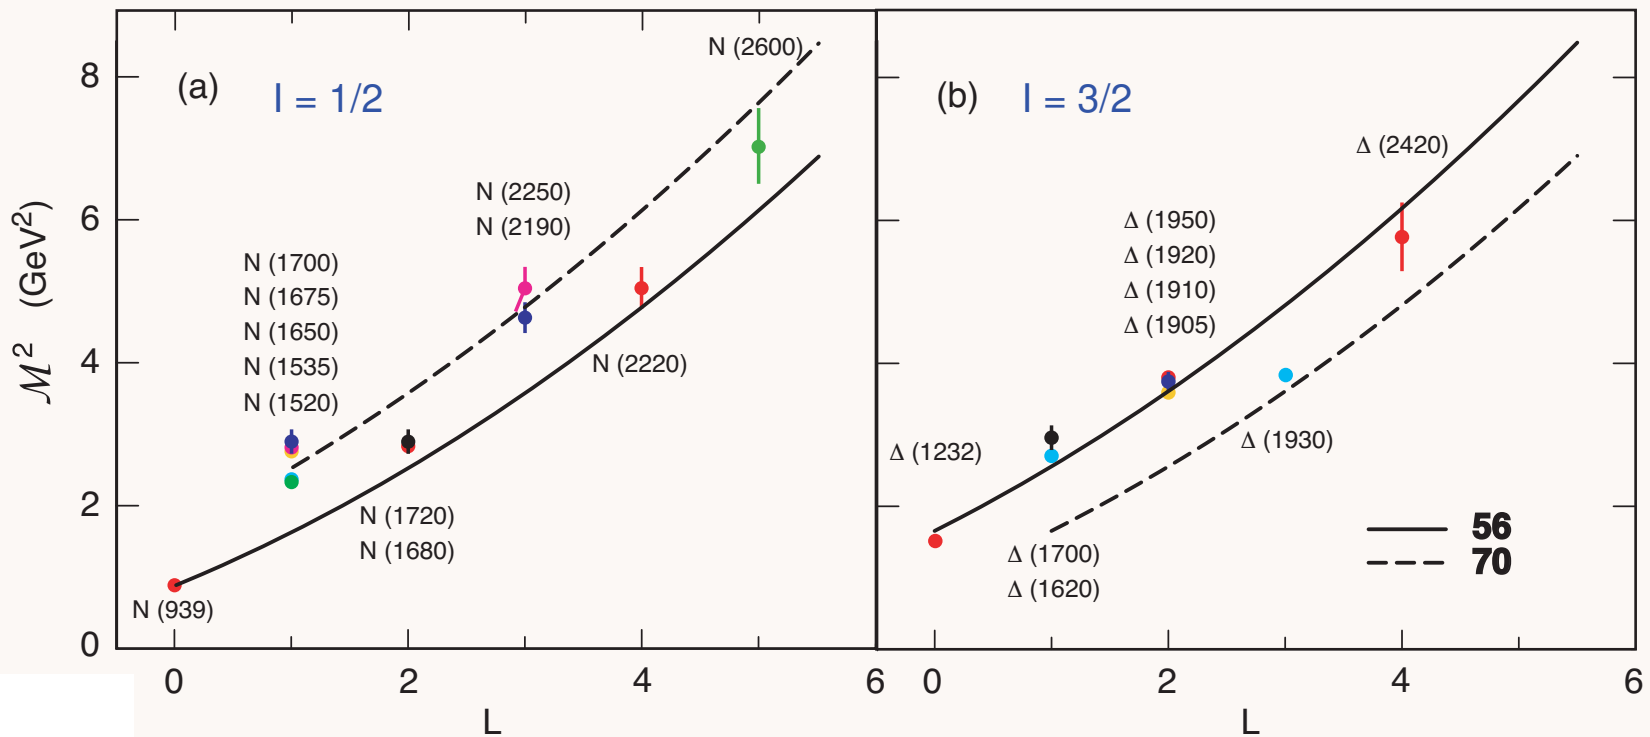 (a) I = 1/2
N (2600)
N (2250)
N (2190)
N (1700)
N (1675)
N (1650)
N (1535)
N (1520)
N (2220)
N (1720)
N (1680)
N (939)
8
6
4
2
0
ℳ² (GeV²)
0 2 4 6
L
(b) I = 3/2
Δ (2420)
Δ (1950)
Δ (1920)
Δ (1910)
Δ (1905)
Δ (1232)
Δ (1930)
Δ (1700)
Δ (1620)
56
70
0 2 4 6
L